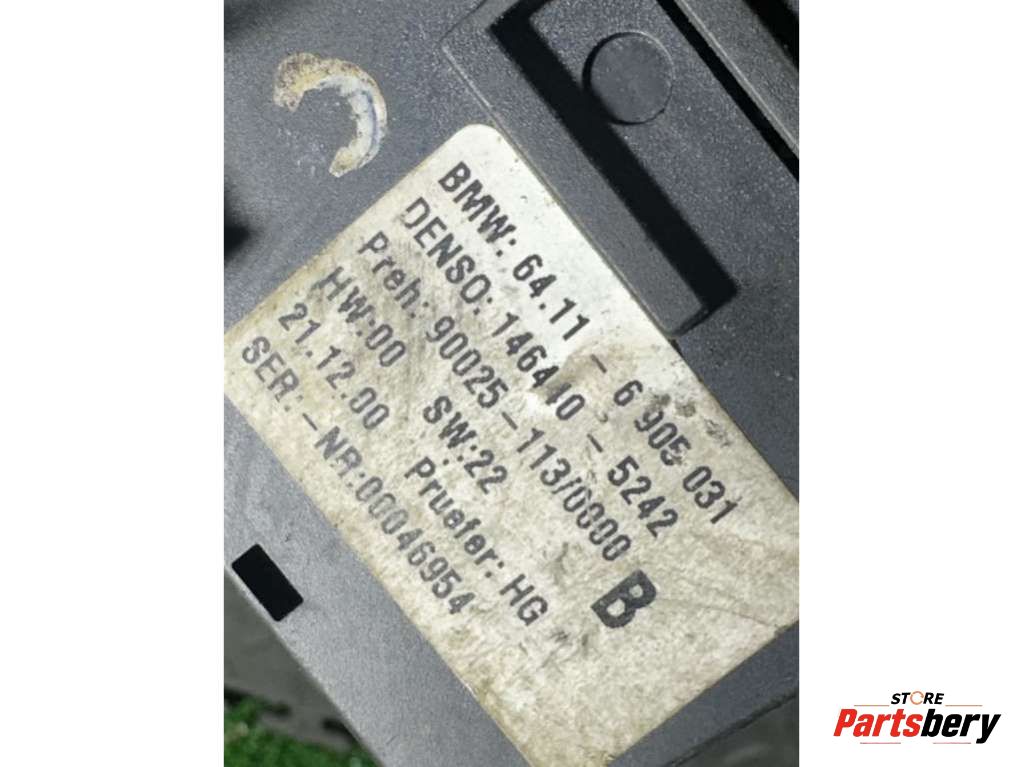 BMW: 64.11 - 6 905 031
DENSO: 146440 - 5242
Preh: 90025-113/0000
HW:00 SW:22 B
21.12.00 Pruefer: HG
SER:-NR:00046954
STORE
Partsbery